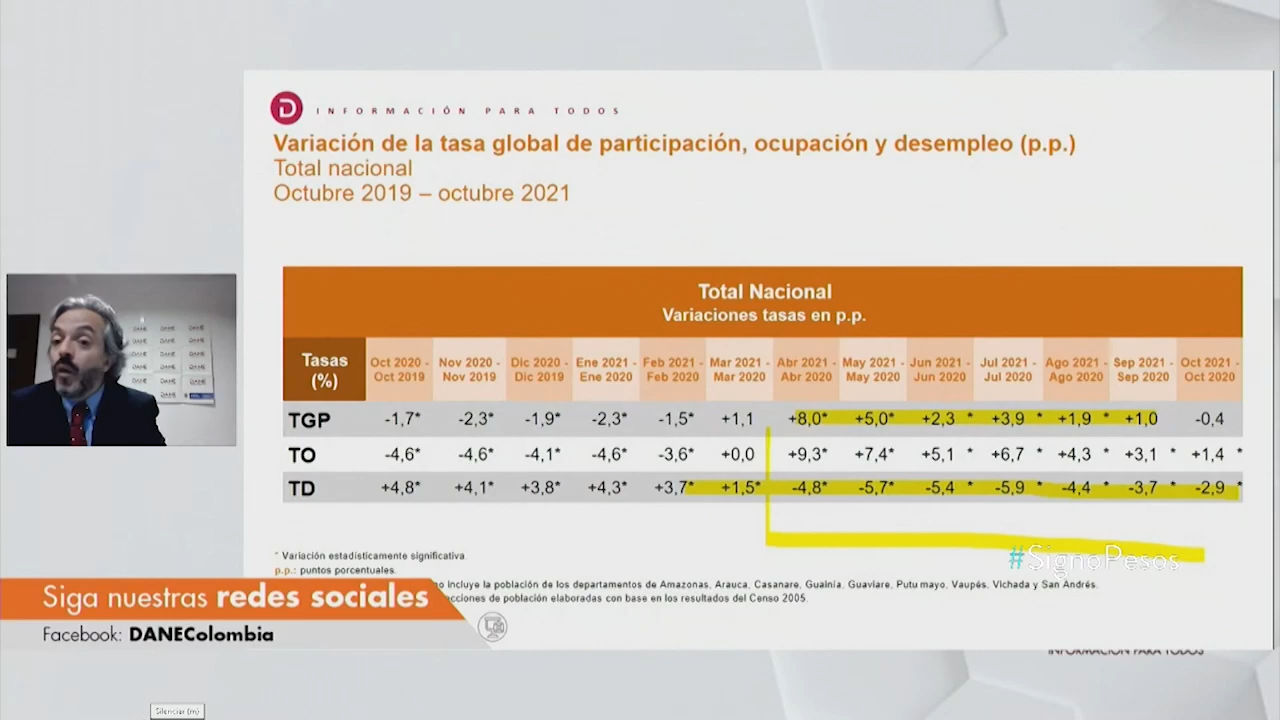 INFORMACIÓN PARA TODOS
Variación de la tasa global de participación, ocupación y desempleo (p.p.)
Total nacional
Octubre 2019 – octubre 2021
Total Nacional
Variaciones tasas en p.p.
Tasas (%) Oct 2020 - Oct 2019 Nov 2020 - Nov 2019 Dic 2020 - Dic 2019 Ene 2021 - Ene 2020 Feb 2021 - Feb 2020 Mar 2021 - Mar 2020 Abr 2021 - Abr 2020 May 2021 - May 2020 Jun 2021 - Jun 2020 Jul 2021 - Jul 2020 Ago 2021 - Ago 2020 Sep 2021 - Sep 2020 Oct 2021 - Oct 2020
TGP -1,7* -2,3* -1,9* -2,3* -1,5* +1,1 +8,0* +5,0* +2,3 * +3,9 * +1,9 * +1,0 -0,4
TO -4,6* -4,6* -4,1* -4,6* -3,6* +0,0 +9,3* +7,4* +5,1 * +6,7 * +4,3 * +3,1 * +1,4 *
TD +4,8* +4,1* +3,8* +4,3* +3,7* +1,5* -4,8* -5,7* -5,4 * -5,9 * -4,4 * -3,7 * -2,9 *
* Variación estadísticamente significativa.
p.p.: puntos porcentuales.
#SignoPesos
no incluye la población de los departamentos de Amazonas, Arauca, Casanare, Guainía, Guaviare, Putumayo, Vaupés, Vichada y San Andrés.
ecciones de población elaboradas con base en los resultados del Censo 2005.
Siga nuestras redes sociales
Facebook: DANEColombia
INFORMACIÓN PARA TODOS
Silenciar (m)